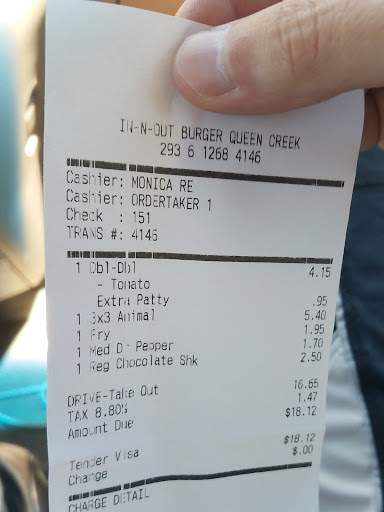 IN-N-OUT BURGER QUEEN CREEK
293 6 1268 4146
Cashier: MONICA RE
Cashier: ORDERTAKER 1
Check : 151
TRANS #: 4146
1 Dbl-Dbl 4.15
- Tomato
Extra Patty .95
1 3x3 Animal 5.40
1 Fry 1.95
1 Med Dr Pepper 1.70
1 Reg Chocolate Shk 2.50
DRIVE-Take Out 16.65
TAX 8.80% 1.47
Amount Due $18.12
Tender Visa $18.12
Change $.00
CHARGE DETAIL